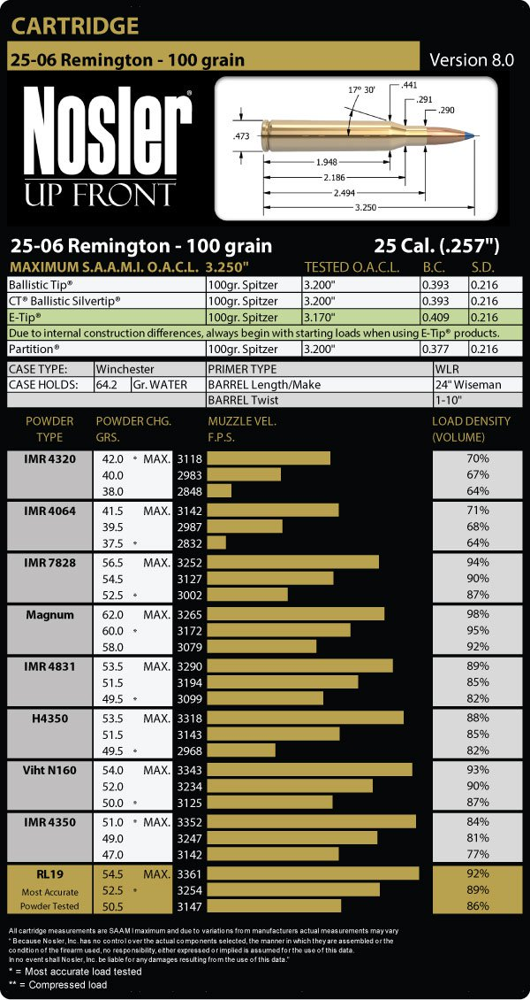 CARTRIDGE
25-06 Remington - 100 grain Version 8.0
Nosler®
UP FRONT
17° 30'
.441
.291
.290
.473
1.948
2.186
2.494
3.250
25-06 Remington - 100 grain 25 Cal. (.257")
MAXIMUM S.A.A.M.I. O.A.C.L. 3.250" TESTED O.A.C.L. B.C. S.D.
Ballistic Tip® 100gr. Spitzer 3.200" 0.393 0.216
CT® Ballistic Silvertip® 100gr. Spitzer 3.200" 0.393 0.216
E-Tip® 100gr. Spitzer 3.170" 0.409 0.216
Due to internal construction differences, always begin with starting loads when using E-Tip® products.
Partition® 100gr. Spitzer 3.200" 0.377 0.216
CASE TYPE: Winchester PRIMER TYPE WLR
CASE HOLDS: 64.2 Gr. WATER BARREL Length/Make 24" Wiseman
BARREL Twist 1-10"
POWDER POWDER CHG. MUZZLE VEL. LOAD DENSITY
TYPE GRS. F.P.S. (VOLUME)
IMR 4320 42.0 * MAX. 3118 70%
40.0 2983 67%
38.0 2848 64%
IMR 4064 41.5 MAX. 3142 71%
39.5 2987 68%
37.5 * 2832 64%
IMR 7828 56.5 MAX. 3252 94%
54.5 3127 90%
52.5 * 3002 87%
Magnum 62.0 MAX. 3265 98%
60.0 * 3172 95%
58.0 3079 92%
IMR 4831 53.5 MAX. 3290 89%
51.5 3194 85%
49.5 * 3099 82%
H4350 53.5 MAX. 3318 88%
51.5 3143 85%
49.5 * 2968 82%
Viht N160 54.0 MAX. 3343 93%
52.0 3234 90%
50.0 * 3125 87%
IMR 4350 51.0 * MAX. 3352 84%
49.0 3247 81%
47.0 3142 77%
RL19 54.5 MAX. 3361 92%
Most Accurate 52.5 * 3254 89%
Powder Tested 50.5 3147 86%
All cartridge measurements are SAAMI maximum and due to variations from manufacturers actual measurements may vary
" Because Nosler, Inc. has no control over the actual components selected, the manner in which they are assembled or the
condition of the firearm used, no responsibility, either expressed or implied is assumed for the use of this data.
In no event shall Nosler, Inc. be liable for any damages resulting from the use of this data."
* = Most accurate load tested
** = Compressed load